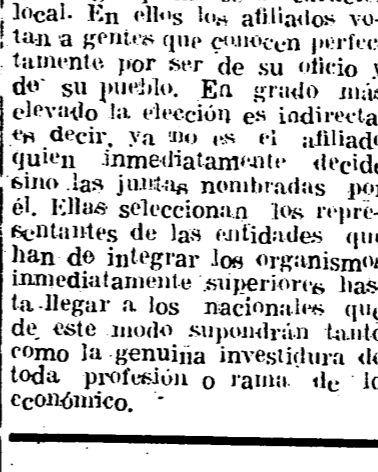 local. En ellos los afiliados vo-
tan a gentes que conocen perfec
tamente por ser de su oficio y
de su pueblo. En grado más
elevado la elección es indirecta
es decir, ya no es el afiliado
quien inmediatamente decide
sino las juntas nombradas por
él. Ellas seleccionan los repre-
sentantes de las entidades que
han de integrar los organismos
inmediatamente superiores has-
ta llegar a los nacionales que
de este modo supondrán tanto
como la genuina investidura de
toda profesión o rama de lo
económico.